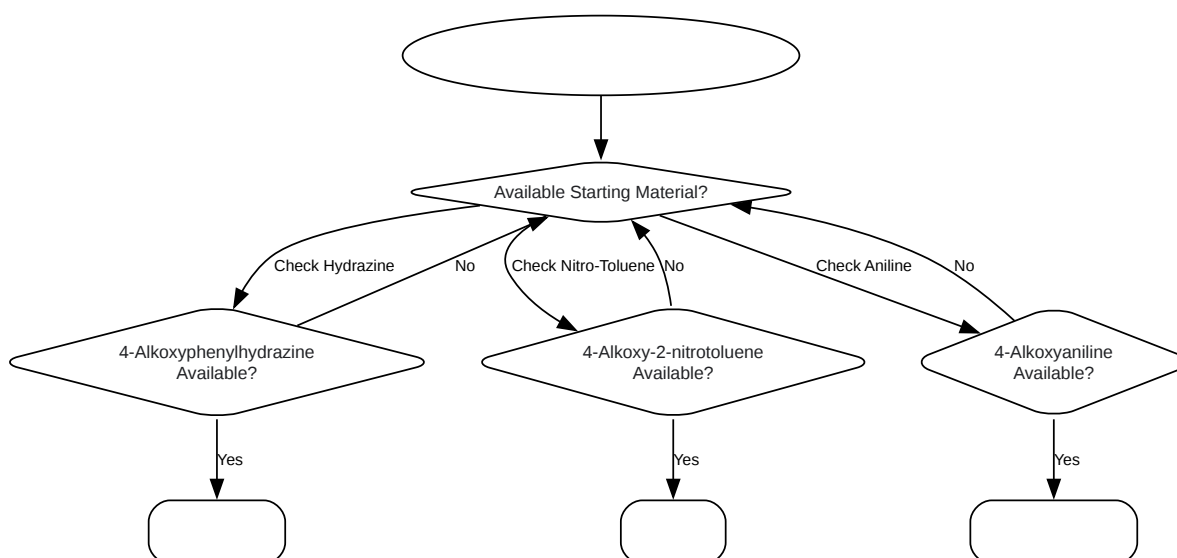 Available Starting Material?
Check Hydrazine
No
Check Nitro-Toluene
No
Check Aniline
No
4-Alkoxyphenylhydrazine
Available?
4-Alkoxy-2-nitrotoluene
Available?
4-Alkoxyaniline
Available?
Yes
Yes
Yes